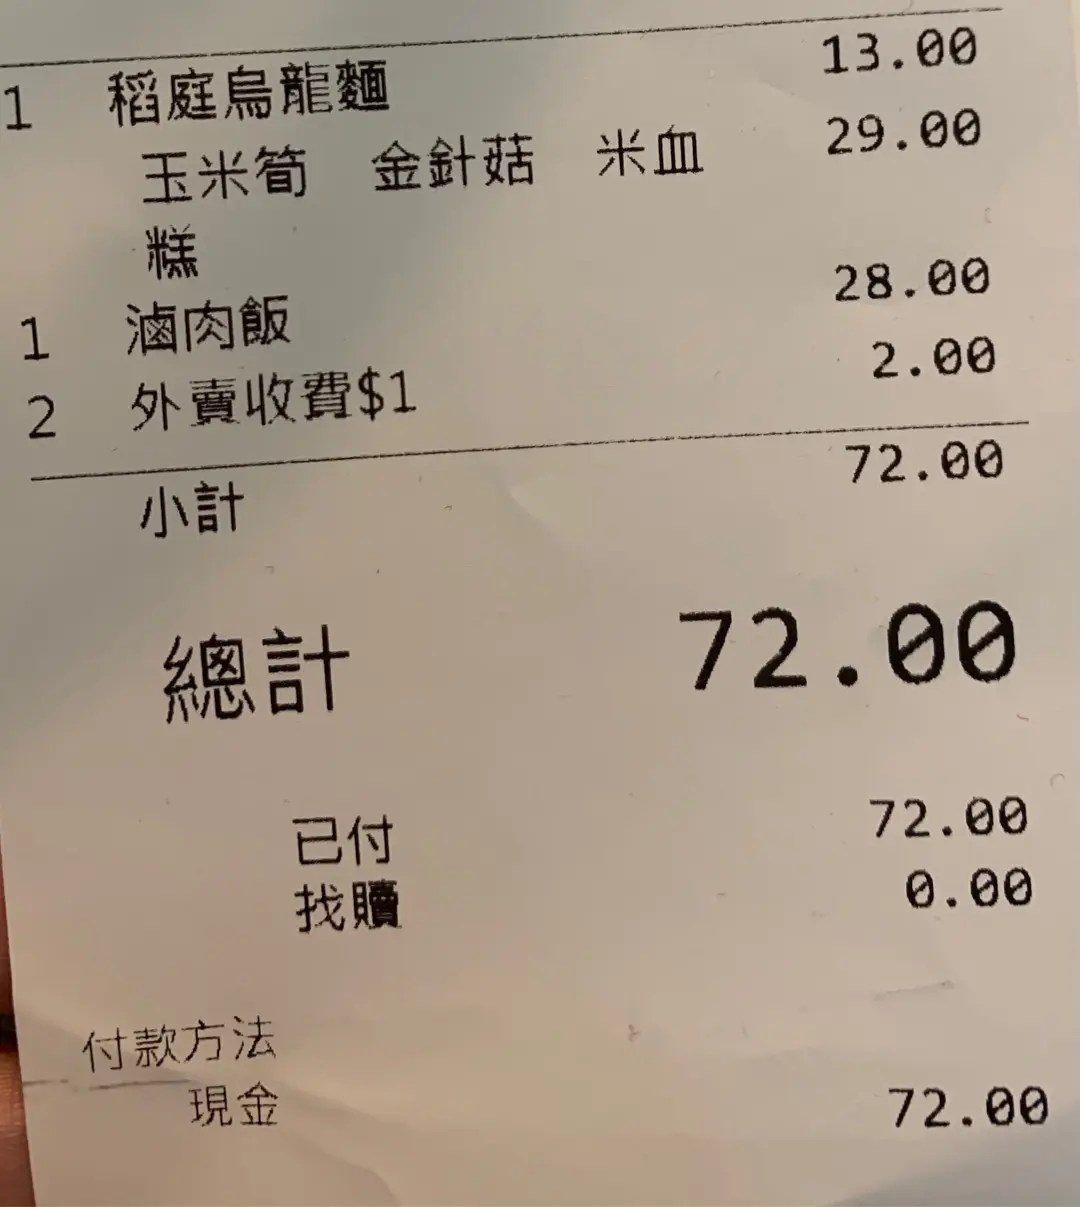 1 稻庭烏龍麵 13.00
玉米筍 金針菇 米血 29.00
糕
1 滷肉飯 28.00
2 外賣收費$1 2.00
小計 72.00
總計 72.00
已付 72.00
找贖 0.00
付款方法
現金 72.00